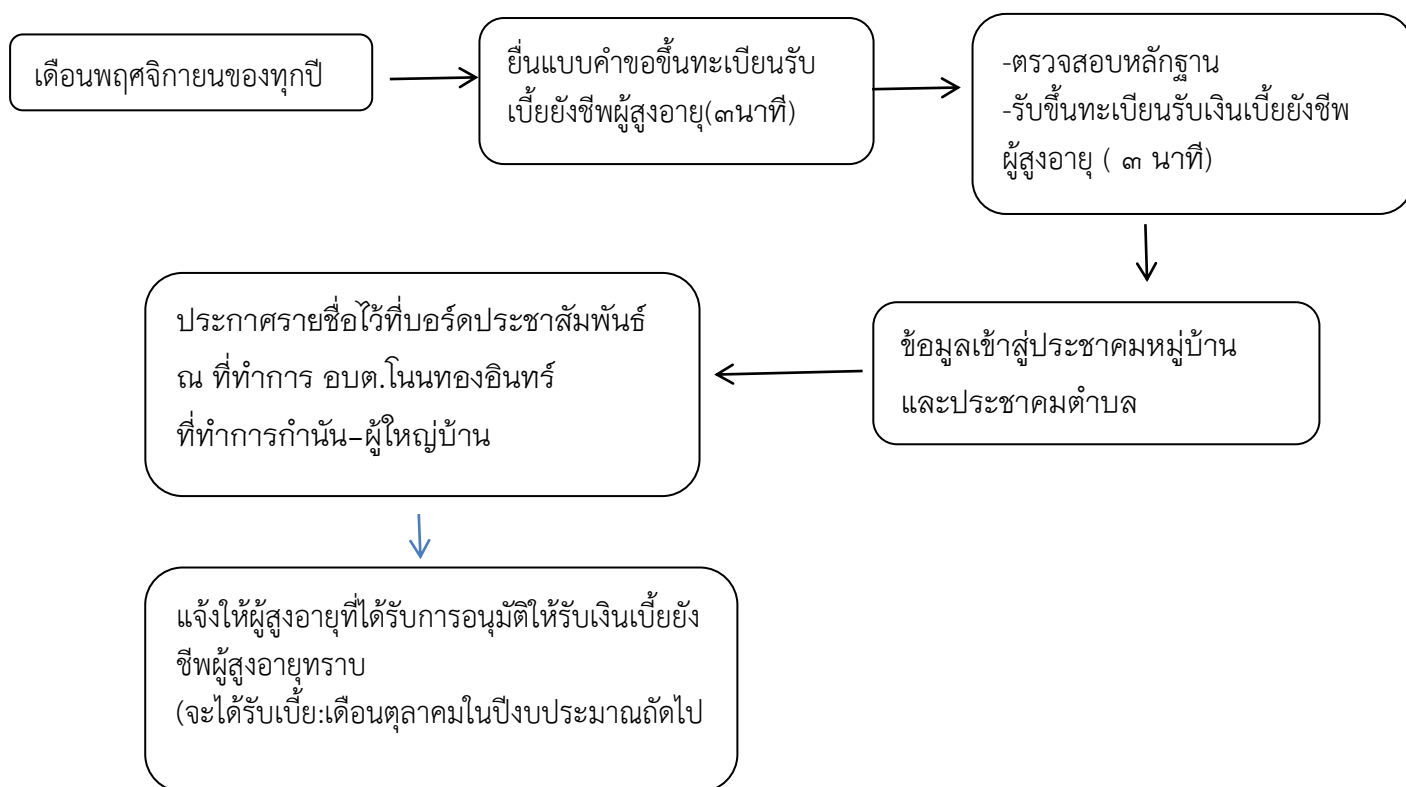 เดือนพฤศจิกายนของทุกปี
ยื่นแบบคำขอขึ้นทะเบียนรับ
เบี้ยยังชีพผู้สูงอายุ(๓นาที)
-ตรวจสอบหลักฐาน
-รับขึ้นทะเบียนรับเงินเบี้ยยังชีพ
ผู้สูงอายุ ( ๓ นาที)
ข้อมูลเข้าสู่ประชาคมหมู่บ้าน
และประชาคมตำบล
ประกาศรายชื่อไว้ที่บอร์ดประชาสัมพันธ์
ณ ที่ทำการ อบต.โนนทองอินทร์
ที่ทำการกำนัน–ผู้ใหญ่บ้าน
แจ้งให้ผู้สูงอายุที่ได้รับการอนุมัติให้รับเงินเบี้ยยัง
ชีพผู้สูงอายุทราบ
(จะได้รับเบี้ย:เดือนตุลาคมในปีงบประมาณถัดไป